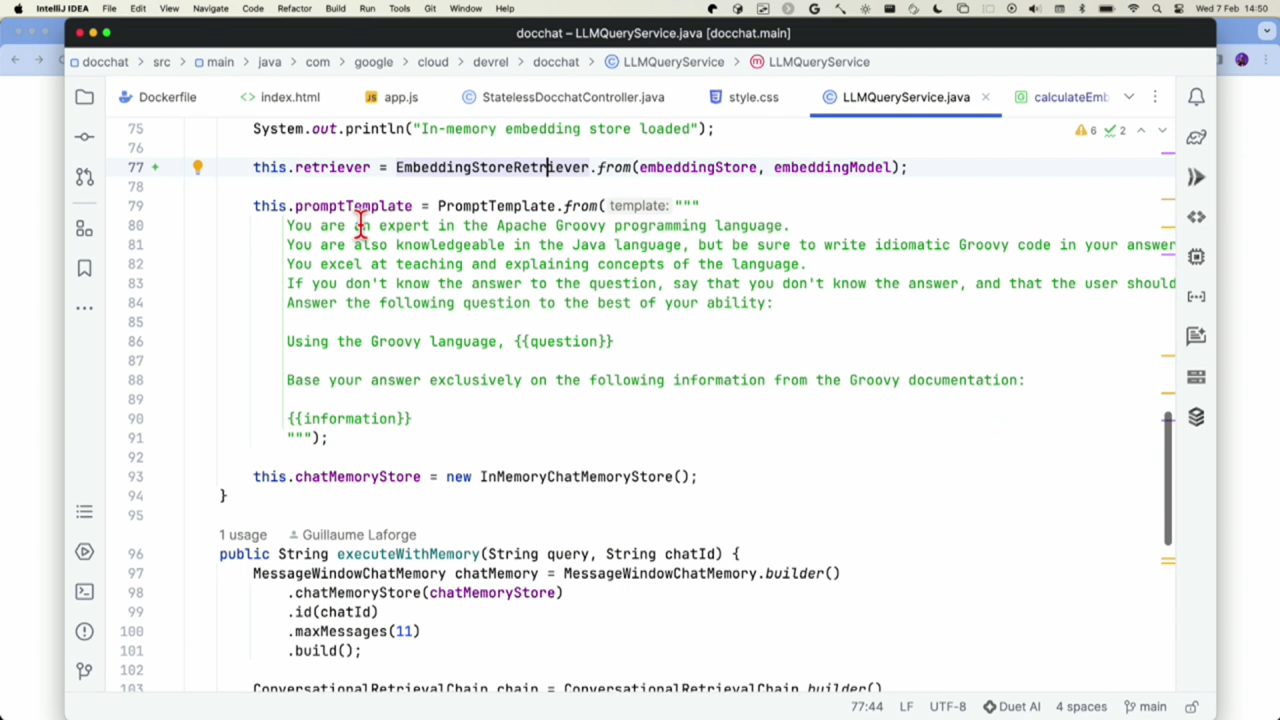 IntelliJ IDEA File Edit View Navigate Code Refactor Build Run Tools Git Window Help Wed 7 Feb 14:50
docchat – LLMQueryService.java [docchat.main]
docchat src main java com google cloud devrel docchat LLMQueryService LLMQueryService
Dockerfile index.html app.js StatelessDocchatController.java style.css LLMQueryService.java calculateEmb
75 System.out.println("In-memory embedding store loaded"); 6 2
76
77 this.retriever = EmbeddingStoreRetriever.from(embeddingStore, embeddingModel);
78
79 this.promptTemplate = PromptTemplate.from( template: """
80 You are an expert in the Apache Groovy programming language.
81 You are also knowledgeable in the Java language, but be sure to write idiomatic Groovy code in your answer
82 You excel at teaching and explaining concepts of the language.
83 If you don't know the answer to the question, say that you don't know the answer, and that the user should
84 Answer the following question to the best of your ability:
85
86 Using the Groovy language, {{question}}
87
88 Base your answer exclusively on the following information from the Groovy documentation:
89
90 {{information}}
91 """);
92
93 this.chatMemoryStore = new InMemoryChatMemoryStore();
94 }
95
1 usage Guillaume Laforge
96 public String executeWithMemory(String query, String chatId) {
97 MessageWindowChatMemory chatMemory = MessageWindowChatMemory.builder()
98 .chatMemoryStore(chatMemoryStore)
99 .id(chatId)
100 .maxMessages(11)
101 .build();
102
103 ConversationalRetrievalChain chain = ConversationalRetrievalChain.builder()
77:44 LF UTF-8 Duet AI 4 spaces main